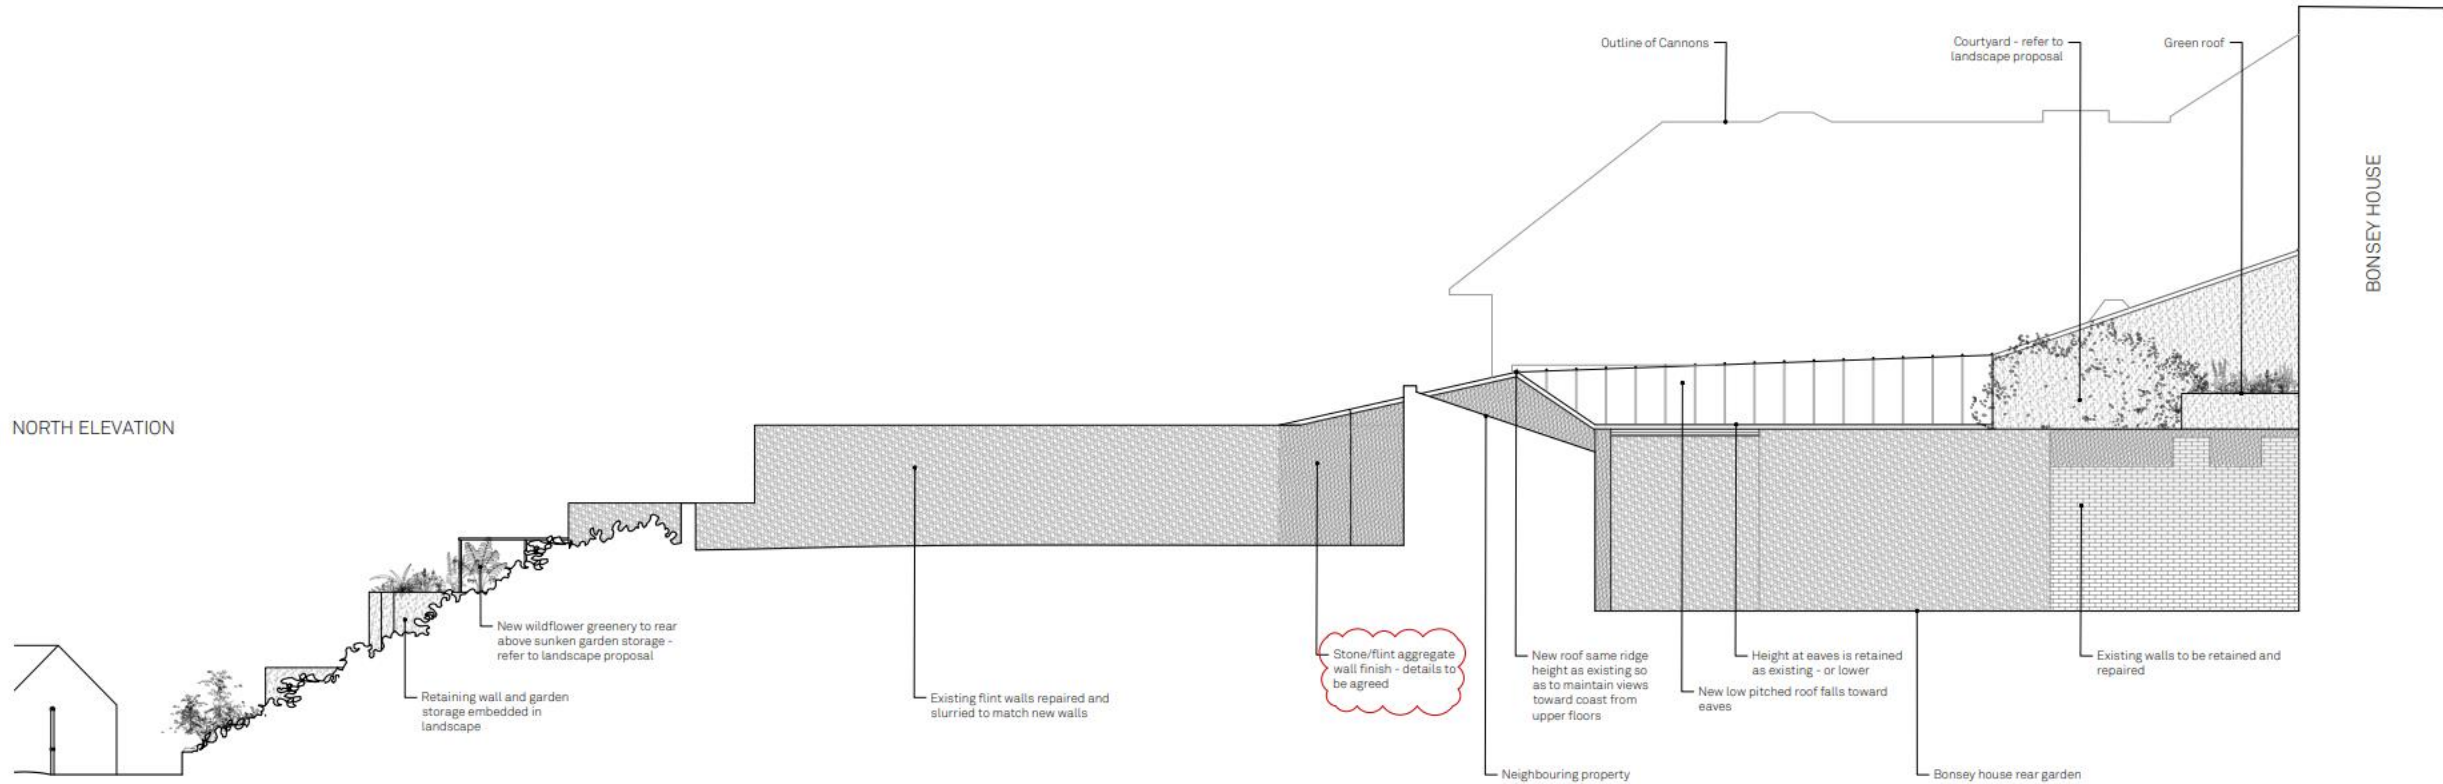 Outline of Cannons
Courtyard - refer to
landscape proposal
Green roof
BONSEY HOUSE
NORTH ELEVATION
New wildflower greenery to rear
above sunken garden storage -
refer to landscape proposal
Retaining wall and garden
storage embedded in
landscape
Existing flint walls repaired and
slurried to match new walls
Stone/flint aggregate
wall finish - details to
be agreed
New roof same ridge
height as existing so
as to maintain views
toward coast from
upper floors
Height at eaves is retained
as existing - or lower
New low pitched roof falls toward
eaves
Existing walls to be retained and
repaired
Neighbouring property
Bonsey house rear garden